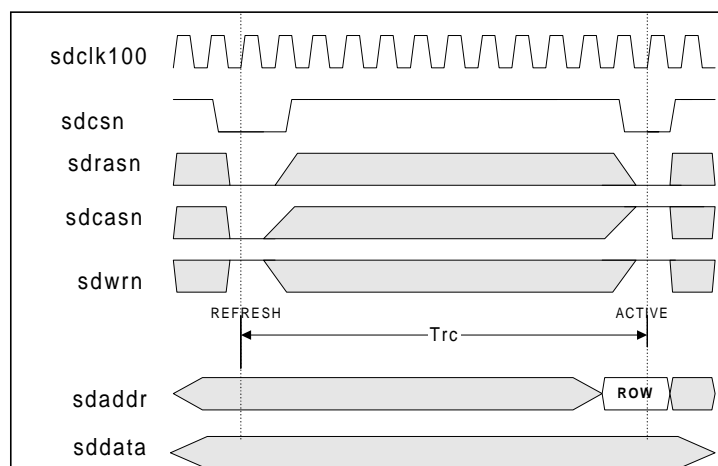 sdclk100
sdcsn
sdrasn
sdcasn
sdwrn
REFRESH ACTIVE
Trc
sdaddr ROW
sddata